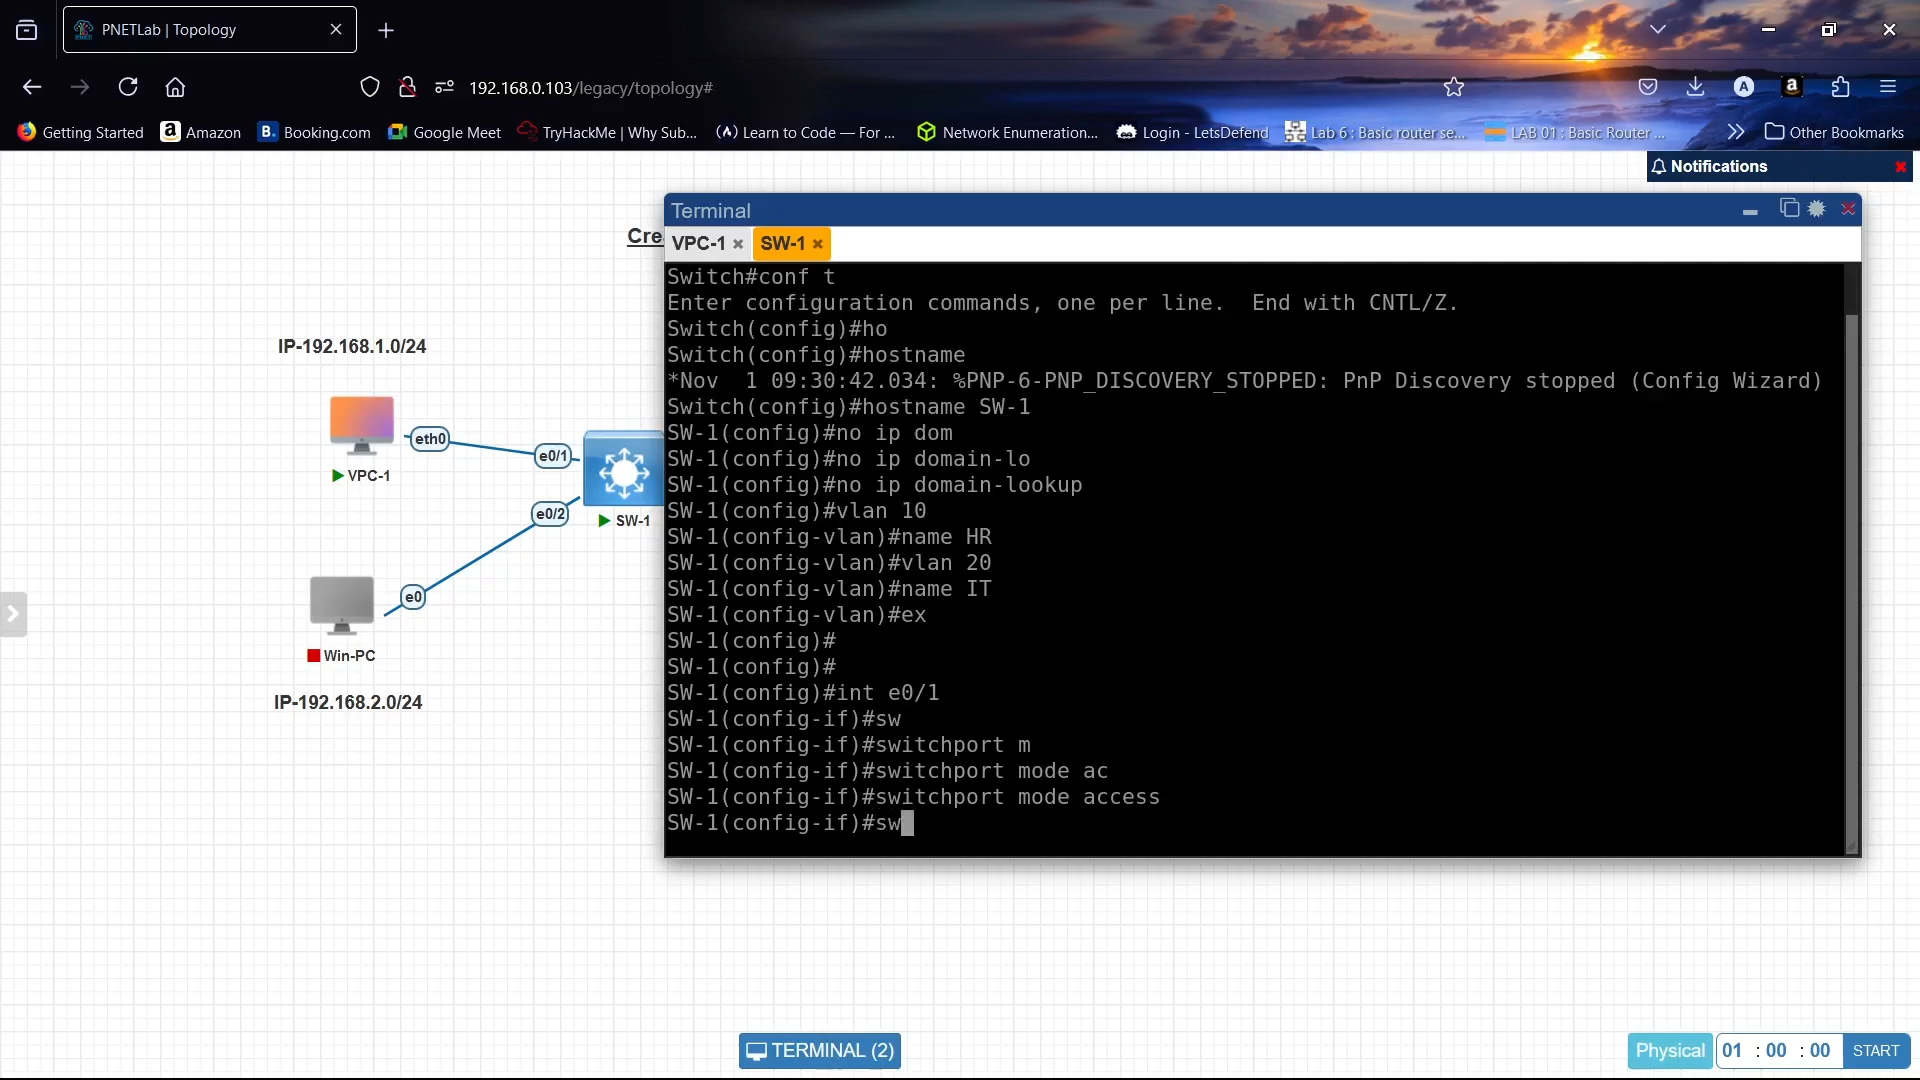 PNETLab | Topology
192.168.0.103/legacy/topology#
Getting Started
Amazon
Booking.com
Google Meet
TryHackMe | Why Sub...
Learn to Code — For ...
Network Enumeration...
Login - LetsDefend
Lab 6 : Basic router se...
LAB 01 : Basic Router ...
Other Bookmarks
Notifications
Cre
IP-192.168.1.0/24
eth0
e0/1
VPC-1
e0/2
SW-1
e0
Win-PC
IP-192.168.2.0/24
Terminal
VPC-1
SW-1
Switch#conf t
Enter configuration commands, one per line.  End with CNTL/Z.
Switch(config)#ho
Switch(config)#hostname
*Nov  1 09:30:42.034: %PNP-6-PNP_DISCOVERY_STOPPED: PnP Discovery stopped (Config Wizard)
Switch(config)#hostname SW-1
SW-1(config)#no ip dom
SW-1(config)#no ip domain-lo
SW-1(config)#no ip domain-lookup
SW-1(config)#vlan 10
SW-1(config-vlan)#name HR
SW-1(config-vlan)#vlan 20
SW-1(config-vlan)#name IT
SW-1(config-vlan)#ex
SW-1(config)#
SW-1(config)#
SW-1(config)#int e0/1
SW-1(config-if)#sw
SW-1(config-if)#switchport m
SW-1(config-if)#switchport mode ac
SW-1(config-if)#switchport mode access
SW-1(config-if)#sw
TERMINAL (2)
Physical
01 : 00 : 00
START